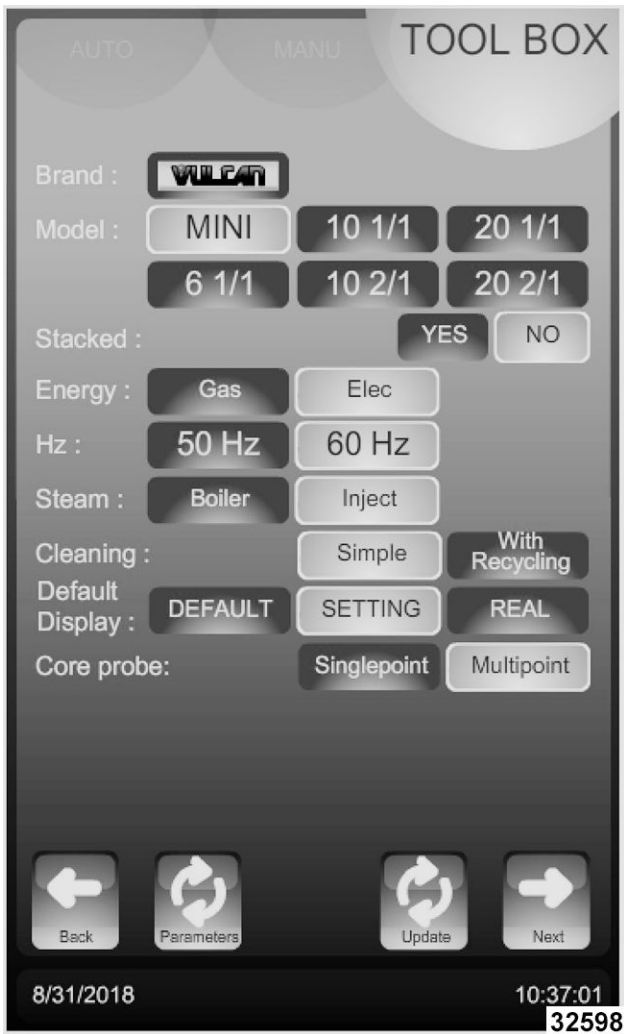 AUTO MANU TOOL BOX
Brand : VULCAN
Model : MINI 10 1/1 20 1/1
6 1/1 10 2/1 20 2/1
Stacked : YES NO
Energy : Gas Elec
Hz : 50 Hz 60 Hz
Steam : Boiler Inject
Cleaning : Simple With Recycling
Default Display : DEFAULT SETTING REAL
Core probe: Singlepoint Multipoint
Back Parameters Update Next
8/31/2018 10:37:01
32598